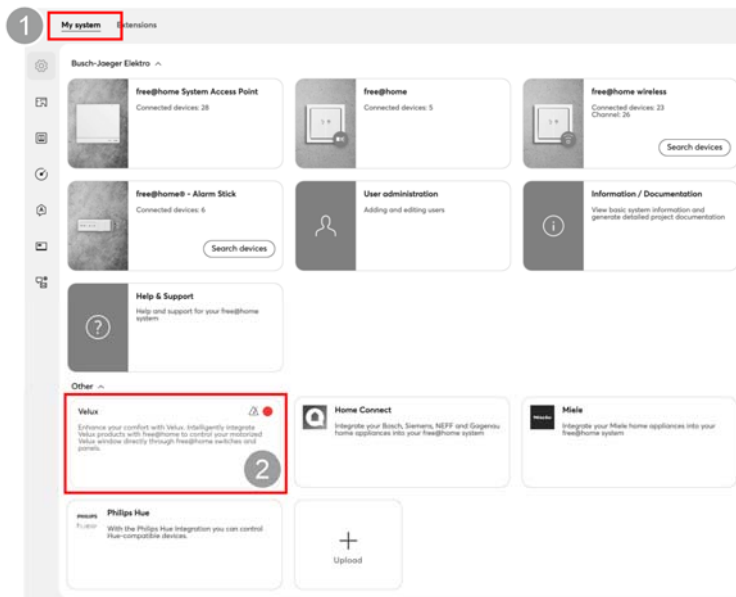 1
My system
Extensions
Busch-Jaeger Elektro
free@home System Access Point
Connected devices: 28
free@home
Connected devices: 5
free@home wireless
Connected devices: 23
Channel: 26
Search devices
free@home® - Alarm Stick
Connected devices: 6
Search devices
User administration
Adding and editing users
Information / Documentation
View basic system information and
generate detailed project documentation
Help & Support
Help and support for your free@home
system
Other
Velux
Enhance your comfort with Velux. Intelligently integrate
Velux products with free@home to control your motorized
Velux window directly through free@home switches and
panels.
2
Home Connect
Integrate your Bosch, Siemens, NEFF and Gagenau
home appliances into your free@home system
Miele
Miele
Integrate your Miele home appliances into your
free@home system
PHILIPS
hue
Philips Hue
With the Philips Hue Integration you can control
Hue-compatible devices.
Upload